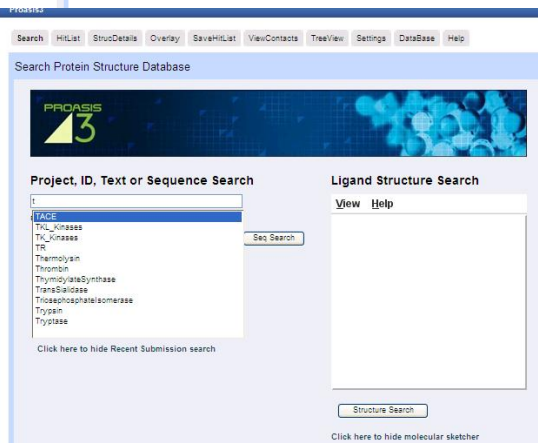 Proasis3
Search HitList StrucDetails Overlay SaveHitList ViewContacts TreeView Settings DataBase Help
Search Protein Structure Database
PROASIS
3
Project, ID, Text or Sequence Search
Ligand Structure Search
t
View Help
TACE
TKL_Kinases
TK_Kinases
TR
Thermolysin
Thrombin
ThymidylateSynthase
TransSialidase
TriosephosphateIsomerase
Trypsin
Tryptase
Seq Search
Click here to hide Recent Submission search
Structure Search
Click here to hide molecular sketcher